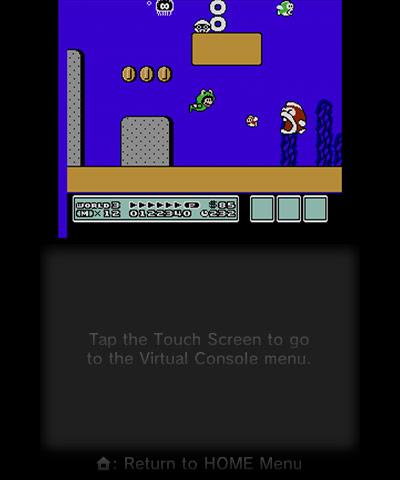 WORLD 3 ►►►►►►P $85
(M)× 12 0122340 232
Tap the Touch Screen to go
to the Virtual Console menu.
: Return to HOME Menu